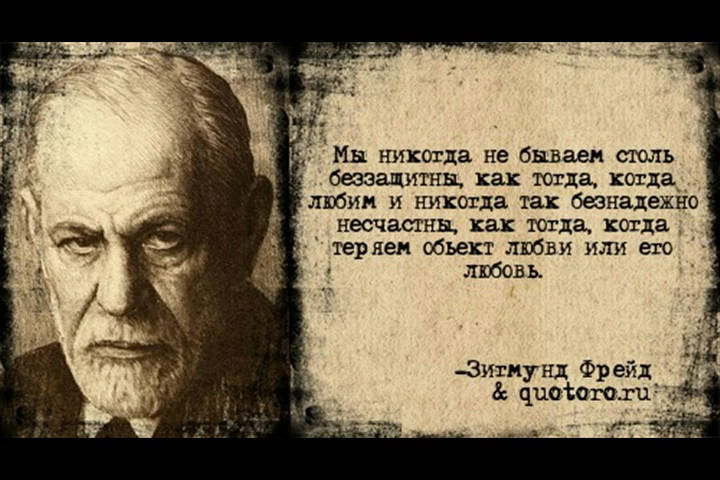 Мы никогда не бываем столь
беззащитны, как тогда, когда
любим и никогда так безнадежно
несчастны, как тогда, когда
теряем обьект любви или его
любовь.
-Зигмунд Фрейд
& quotoro.ru